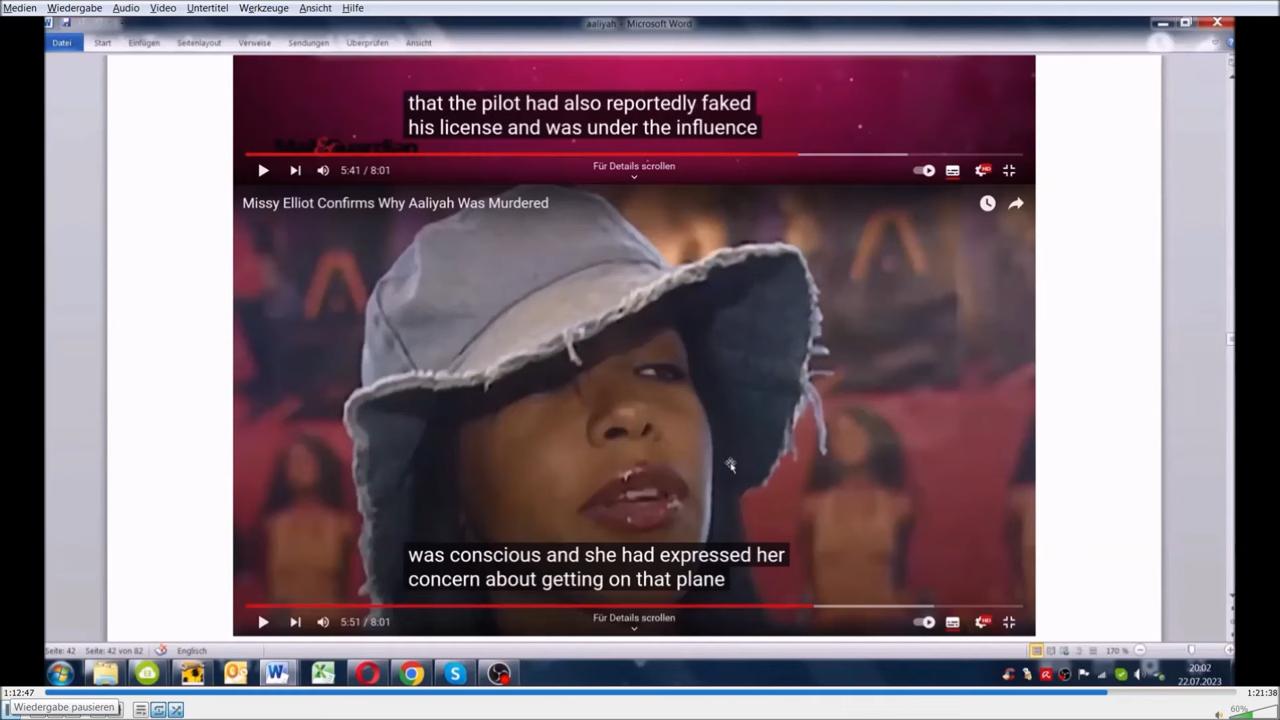 Medien Wiedergabe Audio Video Untertitel Werkzeuge Ansicht Hilfe
aaliyah - Microsoft Word
Datei Start Einfügen Seitenlayout Verweise Sendungen Überprüfen Ansicht
that the pilot had also reportedly faked
his license and was under the influence
Für Details scrollen
5:41 / 8:01
Missy Elliot Confirms Why Aaliyah Was Murdered
was conscious and she had expressed her
concern about getting on that plane
Für Details scrollen
5:51 / 8:01
Seite: 42 Seite: 42 von 82 Englisch 170 %
20:02
22.07.2023
1:12:47 1:21:38
Wiedergabe pausieren
60%